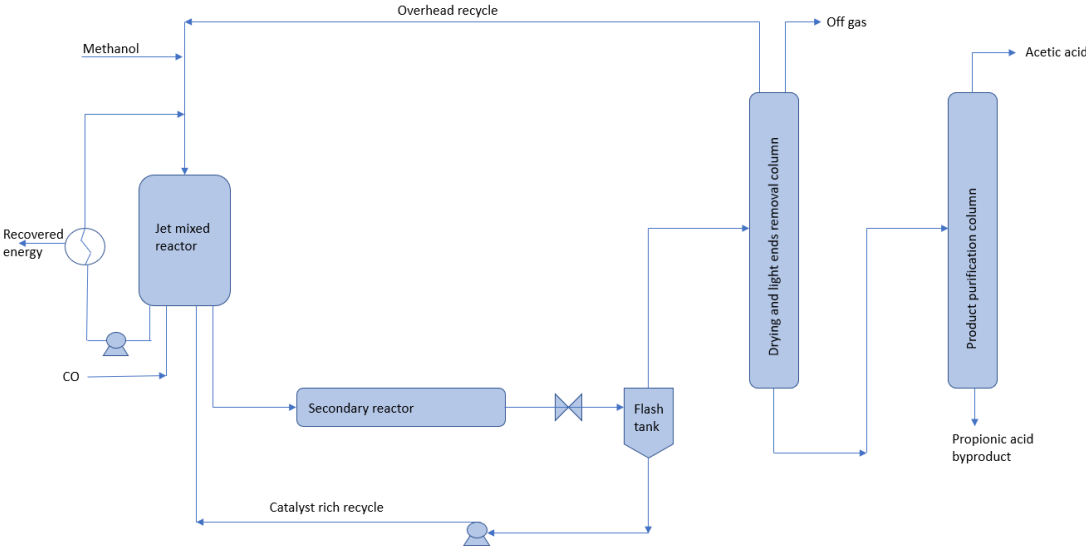 Overhead recycle
Off gas
Methanol
Acetic acid
Jet mixed
reactor
Recovered
energy
Drying and light ends removal column
Product purification column
CO
Secondary reactor
Flash
tank
Propionic acid
byproduct
Catalyst rich recycle